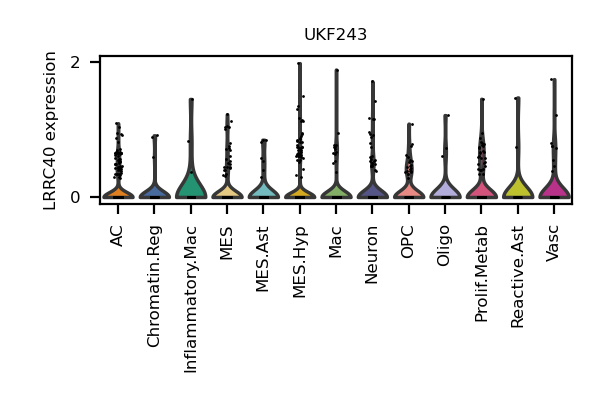 UKF243
LRRC40 expression
2
0
AC
Chromatin.Reg
Inflammatory.Mac
MES
MES.Ast
MES.Hyp
Mac
Neuron
OPC
Oligo
Prolif.Metab
Reactive.Ast
Vasc